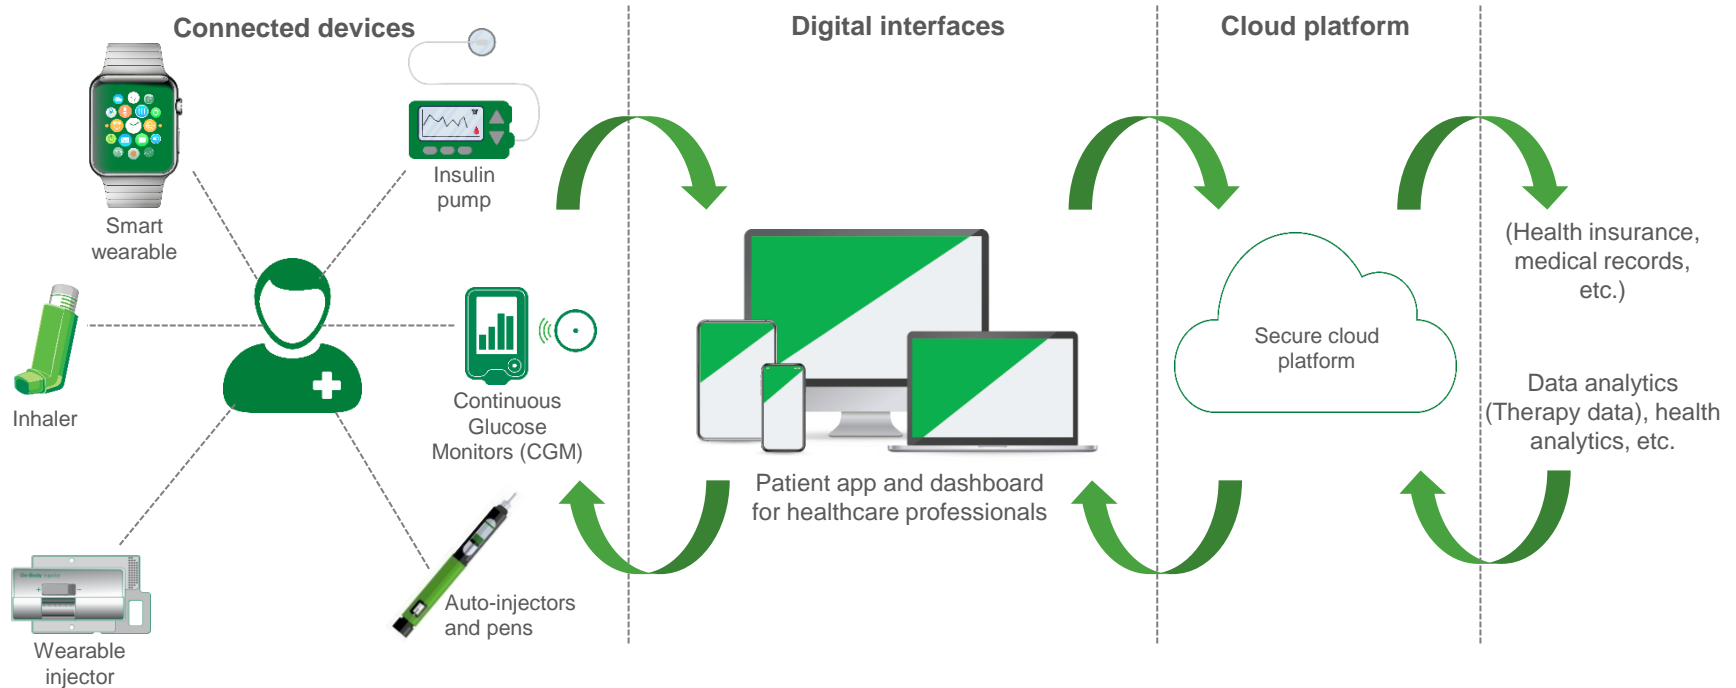 Connected devices
Digital interfaces
Cloud platform
Smart
wearable
Insulin
pump
Inhaler
Continuous
Glucose
Monitors (CGM)
Wearable
injector
Auto-injectors
and pens
Patient app and dashboard
for healthcare professionals
Secure cloud
platform
(Health insurance,
medical records,
etc.)
Data analytics
(Therapy data), health
analytics, etc.